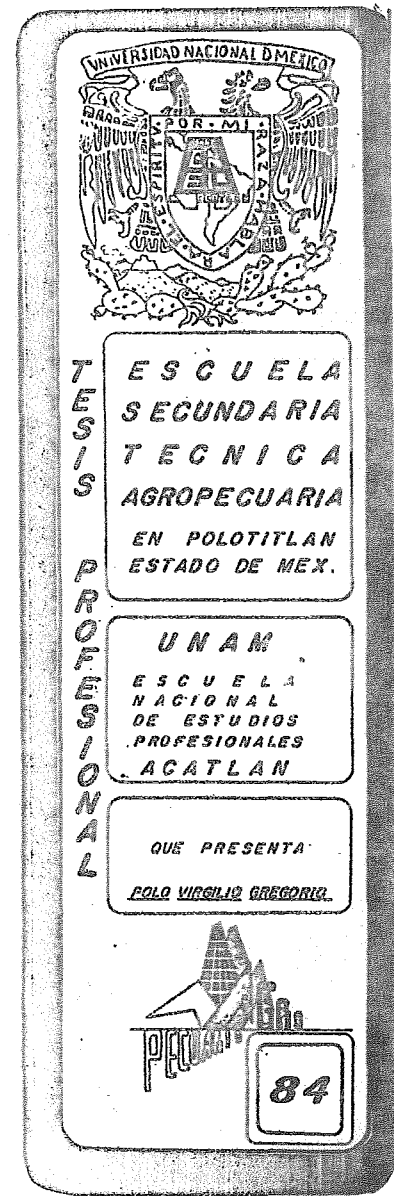 UNIVERSIDAD NACIONAL D MEXICO
POR · MI · RAZA · HABLARA · EL · ESPIRITU
TESIS PROFESIONAL
ESCUELA
SECUNDARIA
TECNICA
AGROPECUARIA
EN POLOTITLAN
ESTADO DE MEX.
UNAM
ESCUELA
NACIONAL
DE ESTUDIOS
PROFESIONALES
ACATLAN
QUE PRESENTA
POLO VIRGILIO GREGORIO
84